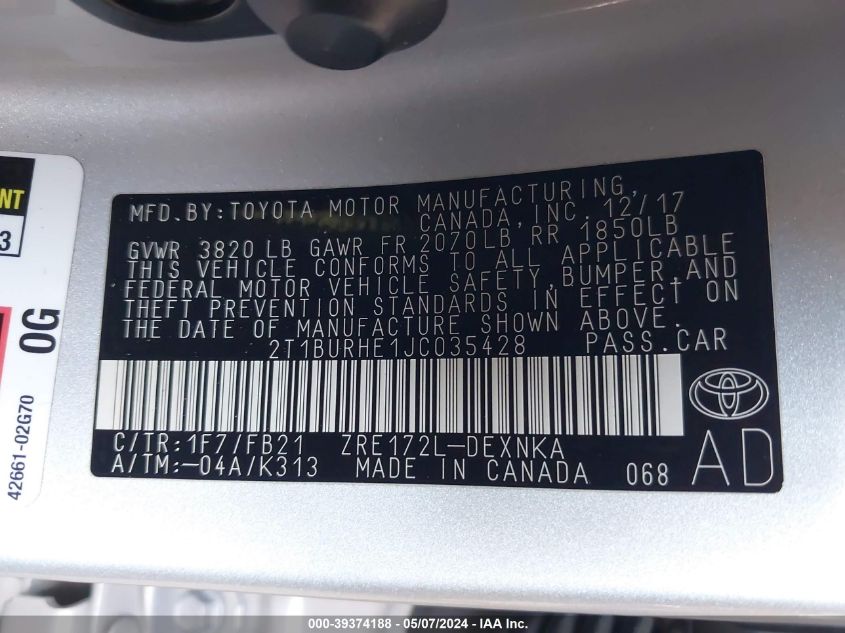 MFD. BY: TOYOTA MOTOR MANUFACTURING,
CANADA, INC. 12/17
GVWR 3820 LB GAWR FR 2070LB RR 1850LB
THIS VEHICLE CONFORMS TO ALL APPLICABLE
FEDERAL MOTOR VEHICLE SAFETY, BUMPER, AND
THEFT PREVENTION STANDARDS IN EFFECT ON
THE DATE OF MANUFACTURE SHOWN ABOVE.
2T1BURHE1JC035428 PASS. CAR
C/TR: 1F7/FB21 ZRE172L-DEXNKA
A/TM: -04A/K313 MADE IN CANADA 068
AD
NT
3
0G
42661-02G70
000-39374188 - 05/07/2024 - IAA Inc.